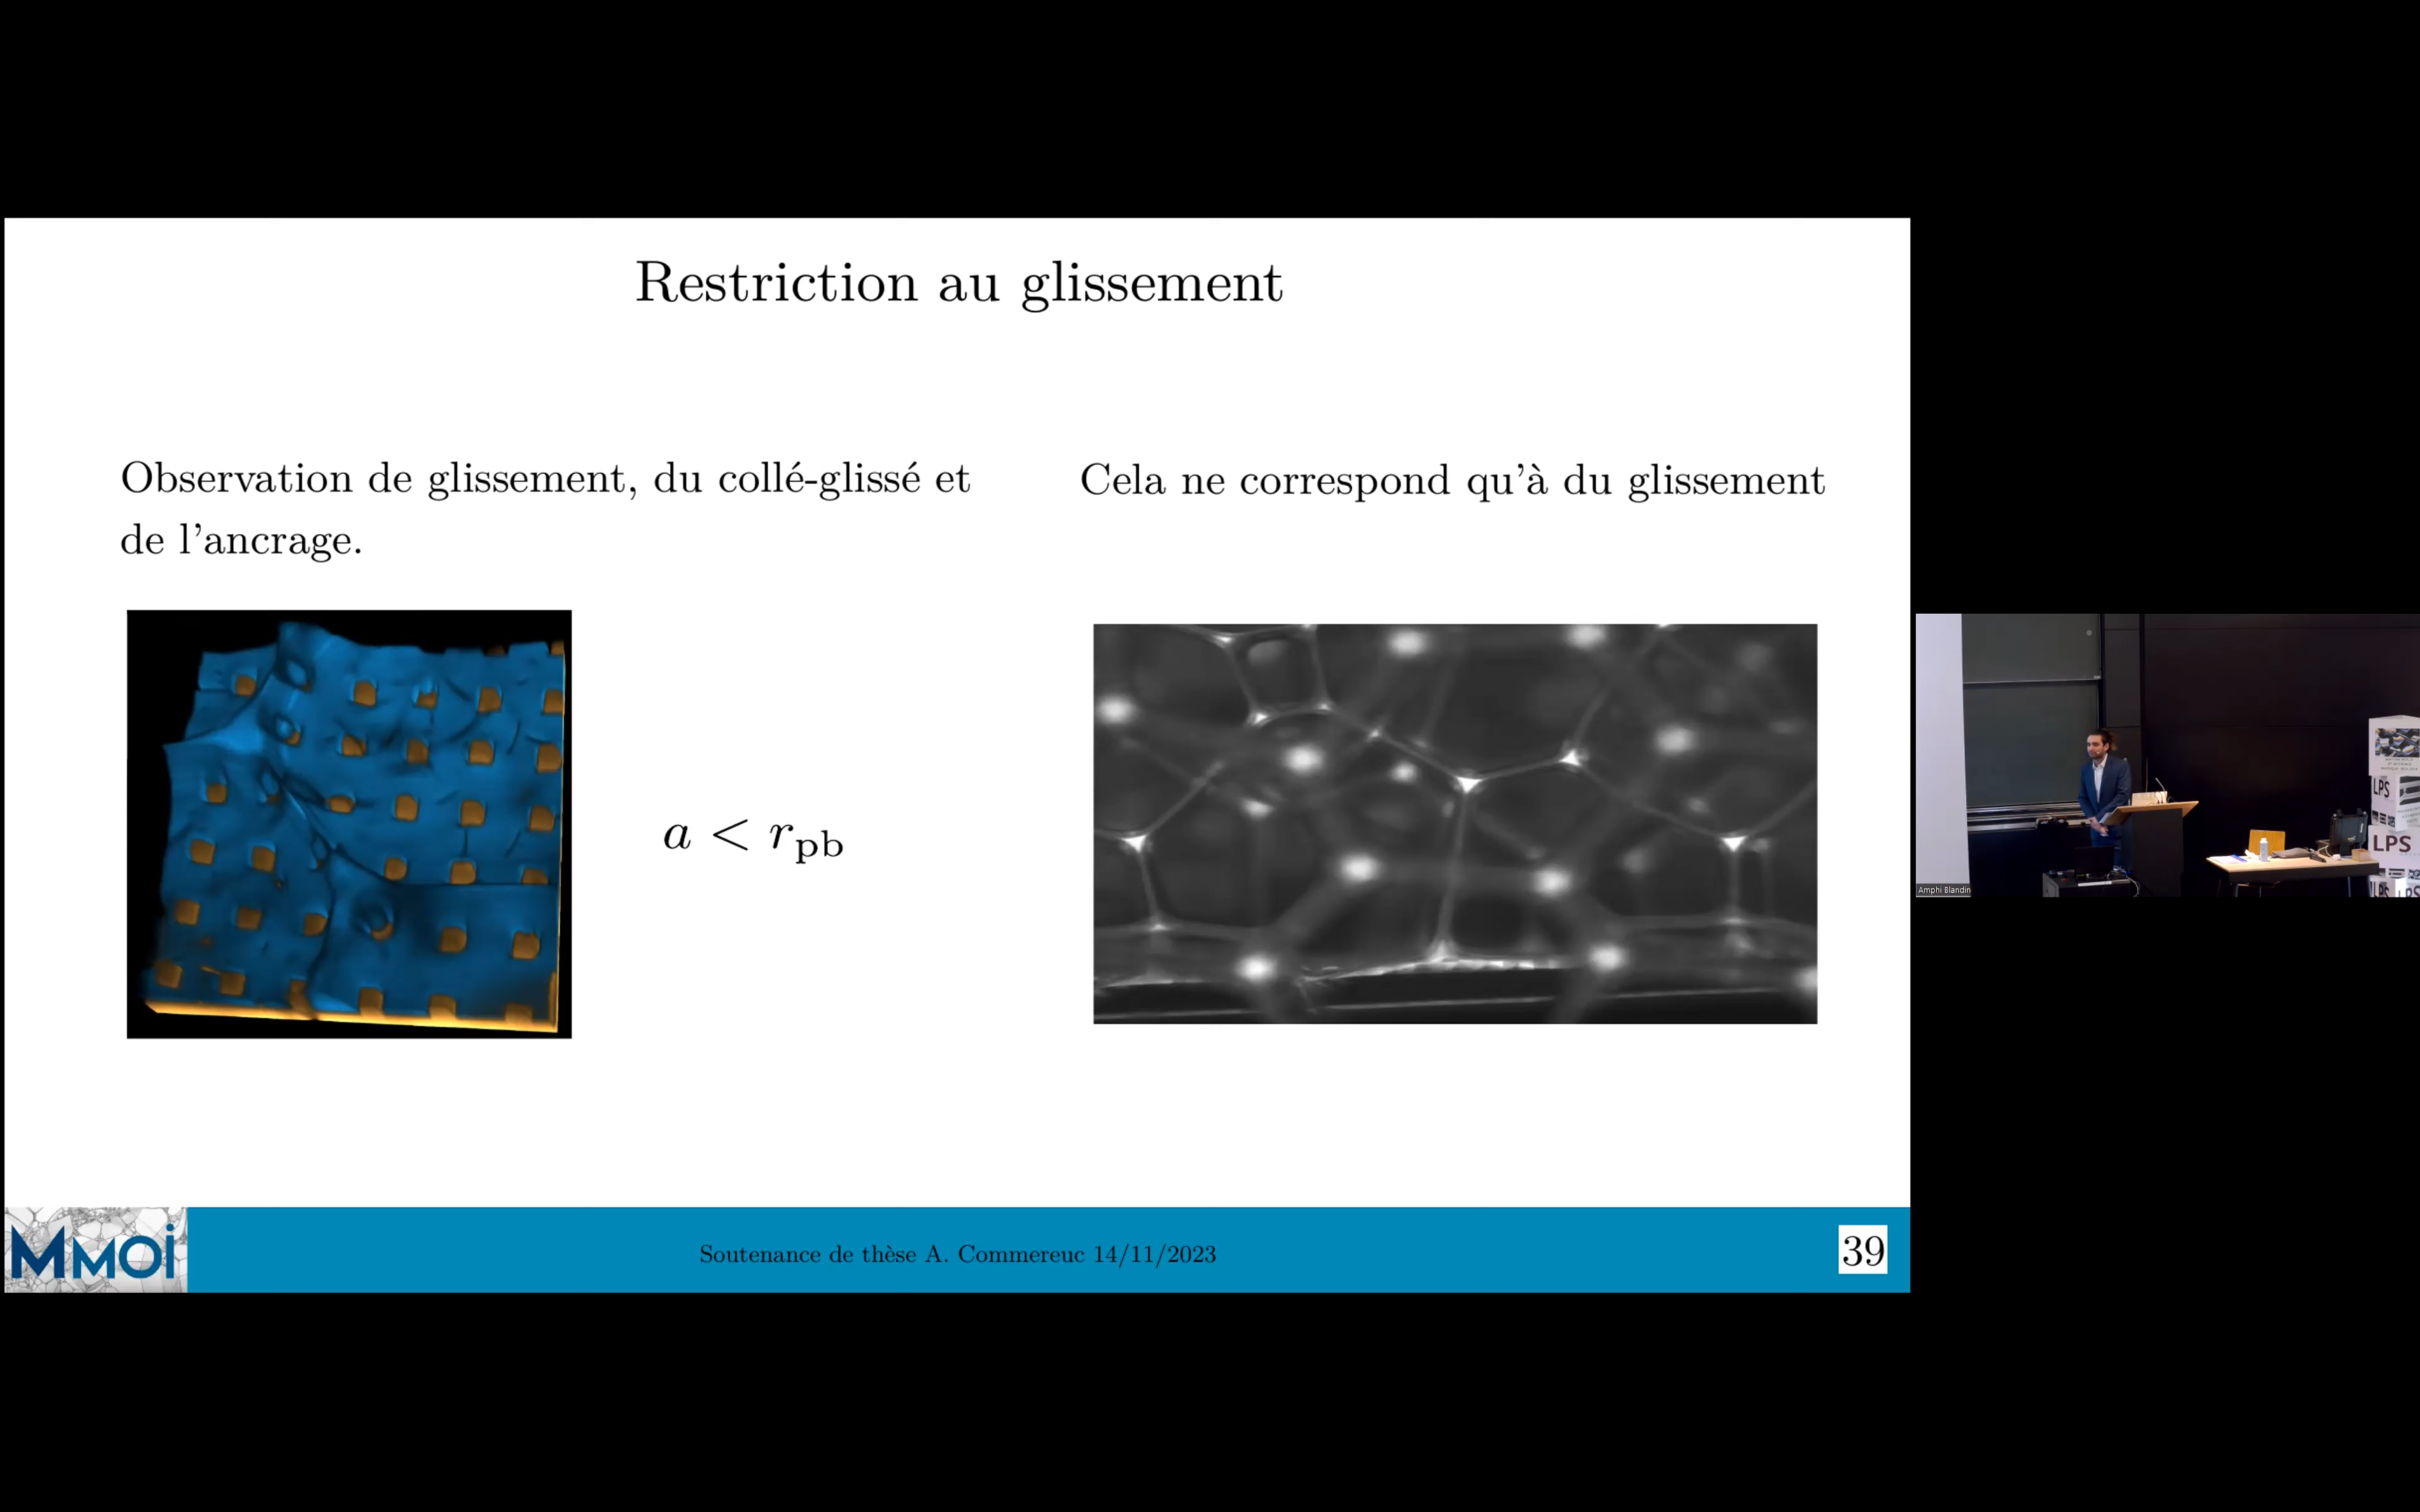 Restriction au glissement
Observation de glissement, du collé-glissé et
de l'ancrage.
Cela ne correspond qu'à du glissement
a < r_pb
Amphi Blandin
LPS
LPS
LPS
MMOi
Soutenance de thèse A. Commereuc 14/11/2023
39